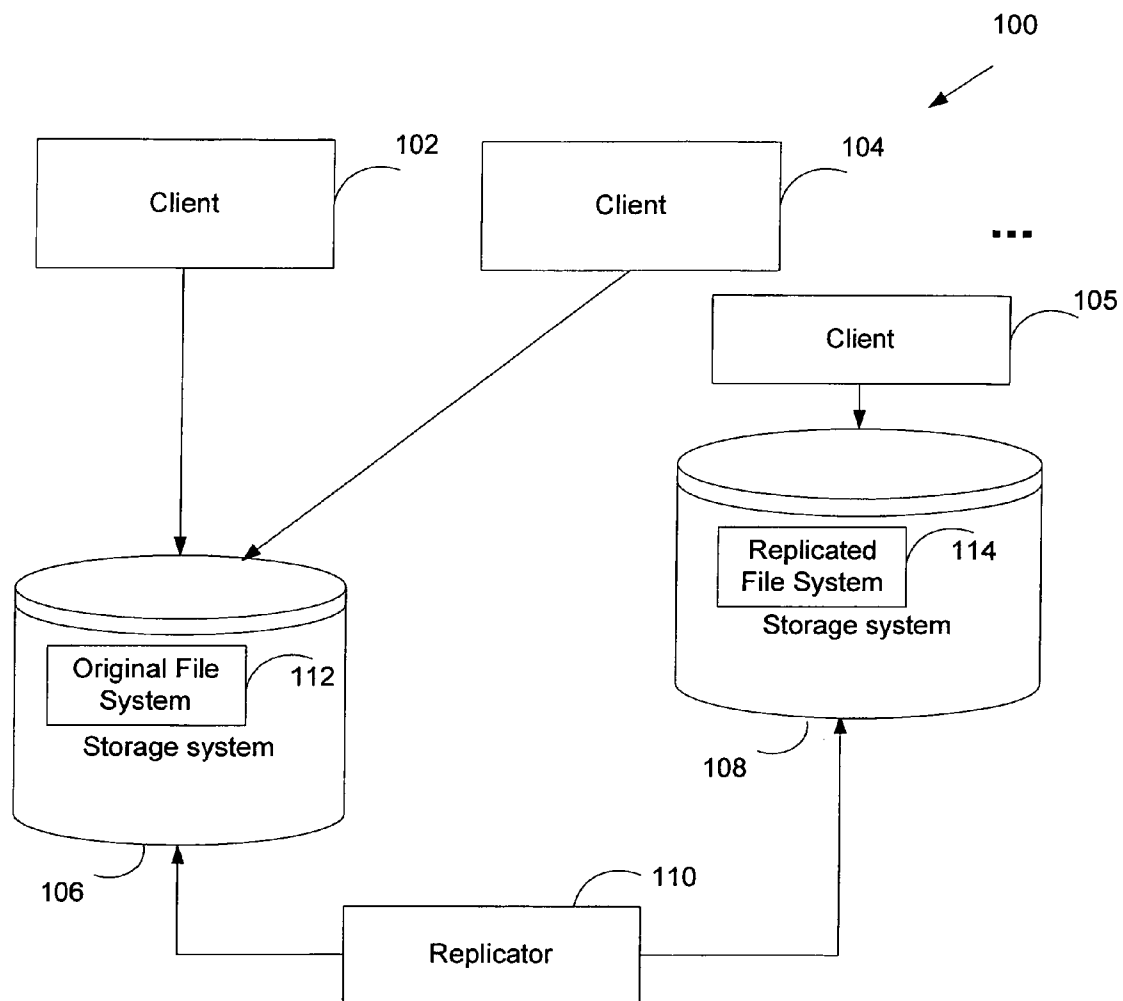 100
102
104
Client
Client
...
105
Client
Replicated
File System
114
Storage system
Original File
System
112
Storage system
108
106
110
Replicator